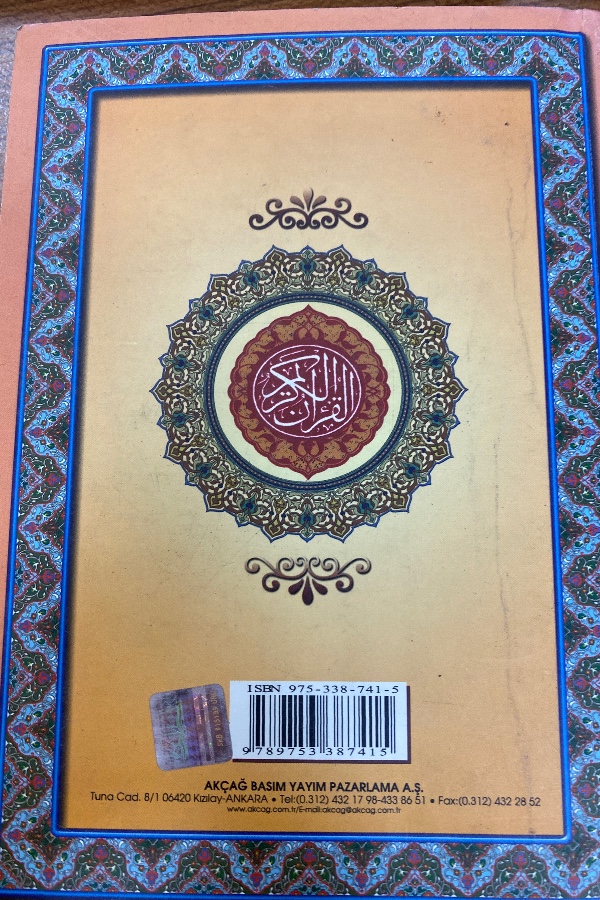 القرآن الكريم
ISBN 975-338-741-5
9789753387415
AKÇAĞ BASIM YAYIM PAZARLAMA A.Ş.
Tuna Cad. 8/1 06420 Kızılay-ANKARA • Tel:(0.312) 432 17 98-433 86 51 • Fax:(0.312) 432 28 52
www.akcag.com.tr/E-mail:akcag@akcag.com.tr